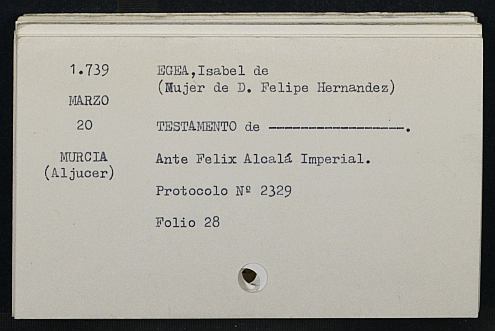 1.739 EGEA,Isabel de
(Mujer de D. Felipe Hernandez)
MARZO
20 TESTAMENTO de -----------------.
MURCIA Ante Felix Alcalá Imperial.
(Aljucer)
Protocolo Nº 2329
Folio 28